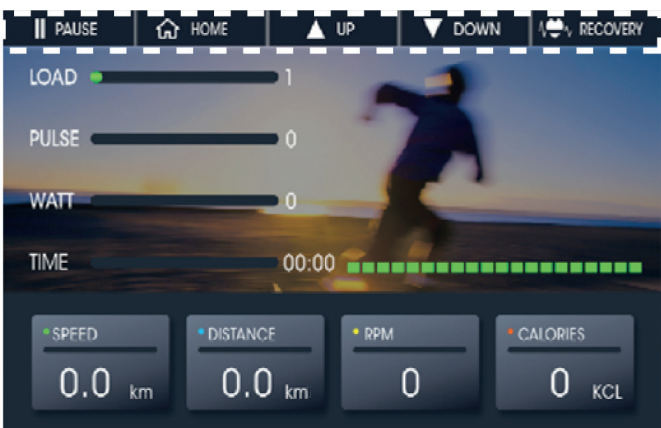 PAUSE HOME UP DOWN RECOVERY
LOAD 1
PULSE 0
WATT 0
TIME 00:00
SPEED DISTANCE RPM CALORIES
0.0 km 0.0 km 0 0 KCL